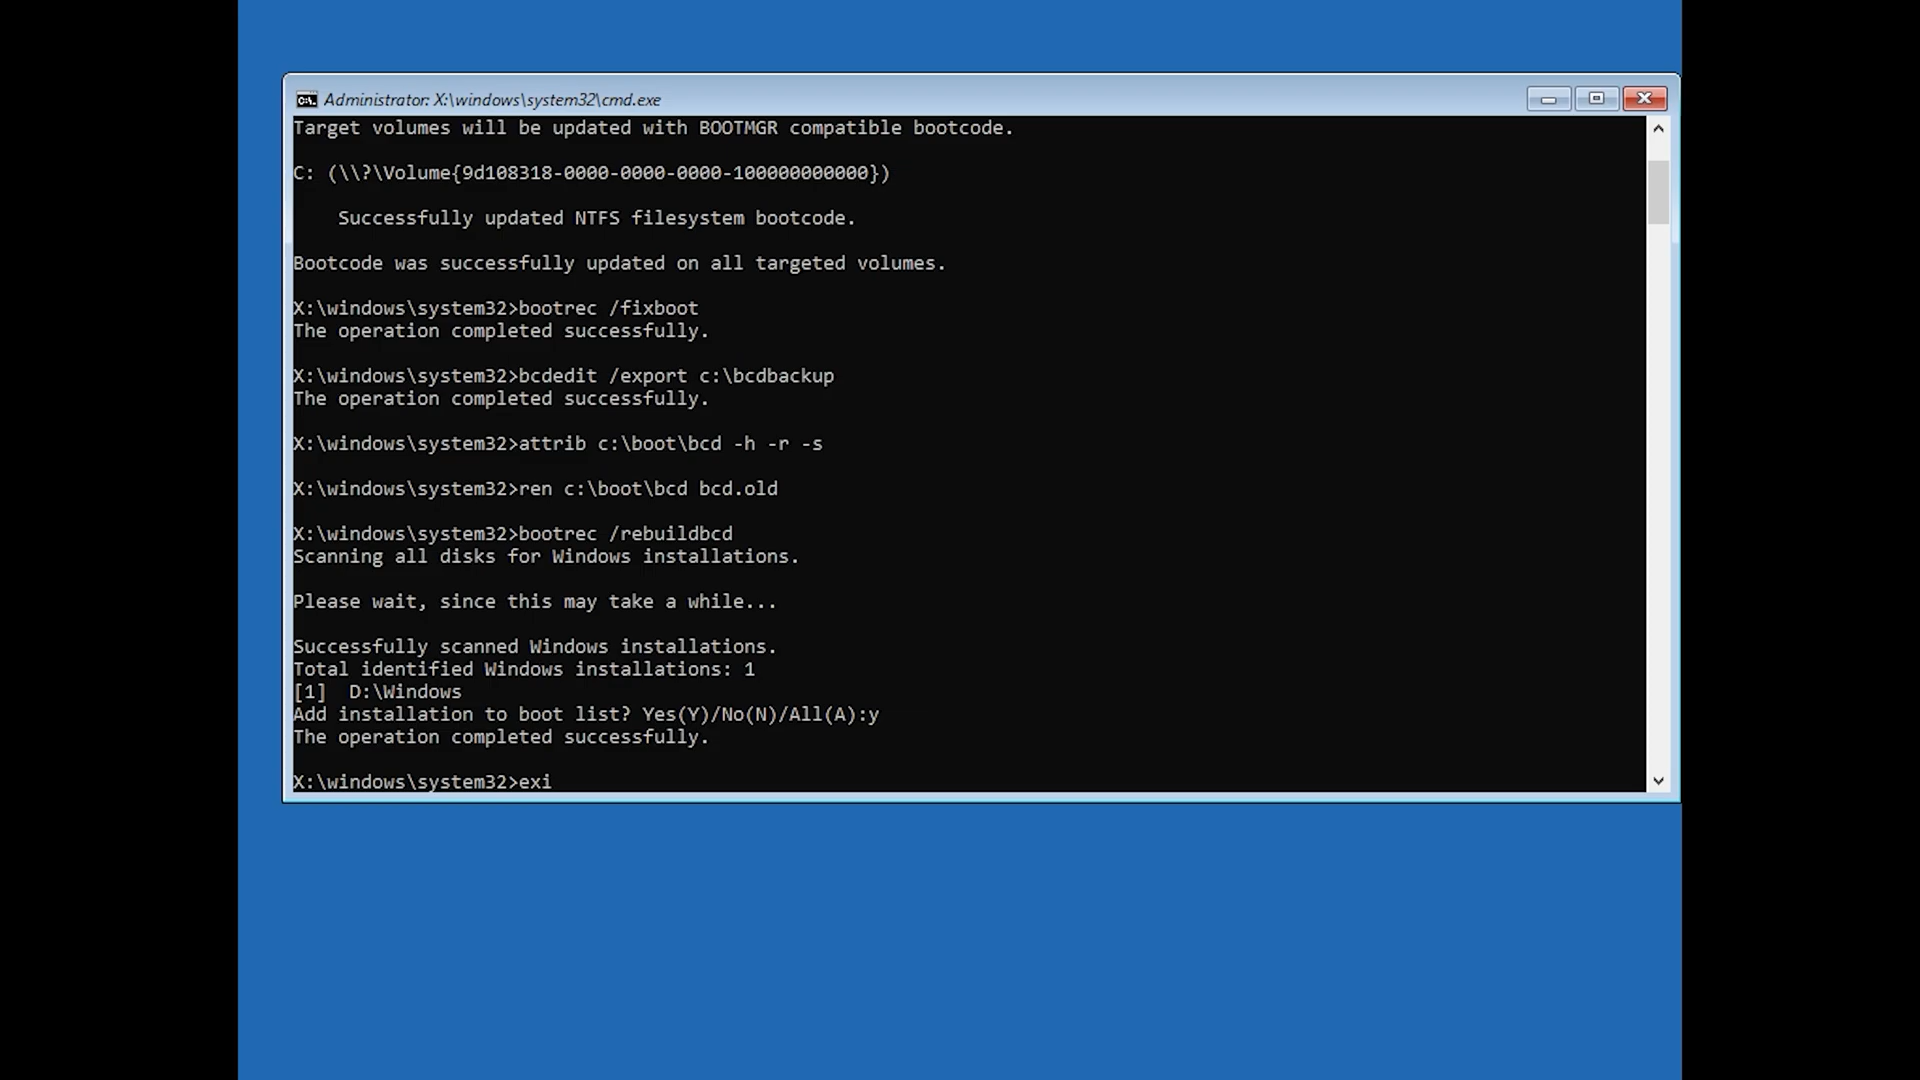 Administrator: X:\windows\system32\cmd.exe
Target volumes will be updated with BOOTMGR compatible bootcode.
C: (\\?\Volume{9d108318-0000-0000-0000-100000000000})
Successfully updated NTFS filesystem bootcode.
Bootcode was successfully updated on all targeted volumes.
X:\windows\system32>bootrec /fixboot
The operation completed successfully.
X:\windows\system32>bcdedit /export c:\bcdbackup
The operation completed successfully.
X:\windows\system32>attrib c:\boot\bcd -h -r -s
X:\windows\system32>ren c:\boot\bcd bcd.old
X:\windows\system32>bootrec /rebuildbcd
Scanning all disks for Windows installations.
Please wait, since this may take a while...
Successfully scanned Windows installations.
Total identified Windows installations: 1
[1]  D:\Windows
Add installation to boot list? Yes(Y)/No(N)/All(A):y
The operation completed successfully.
X:\windows\system32>exi